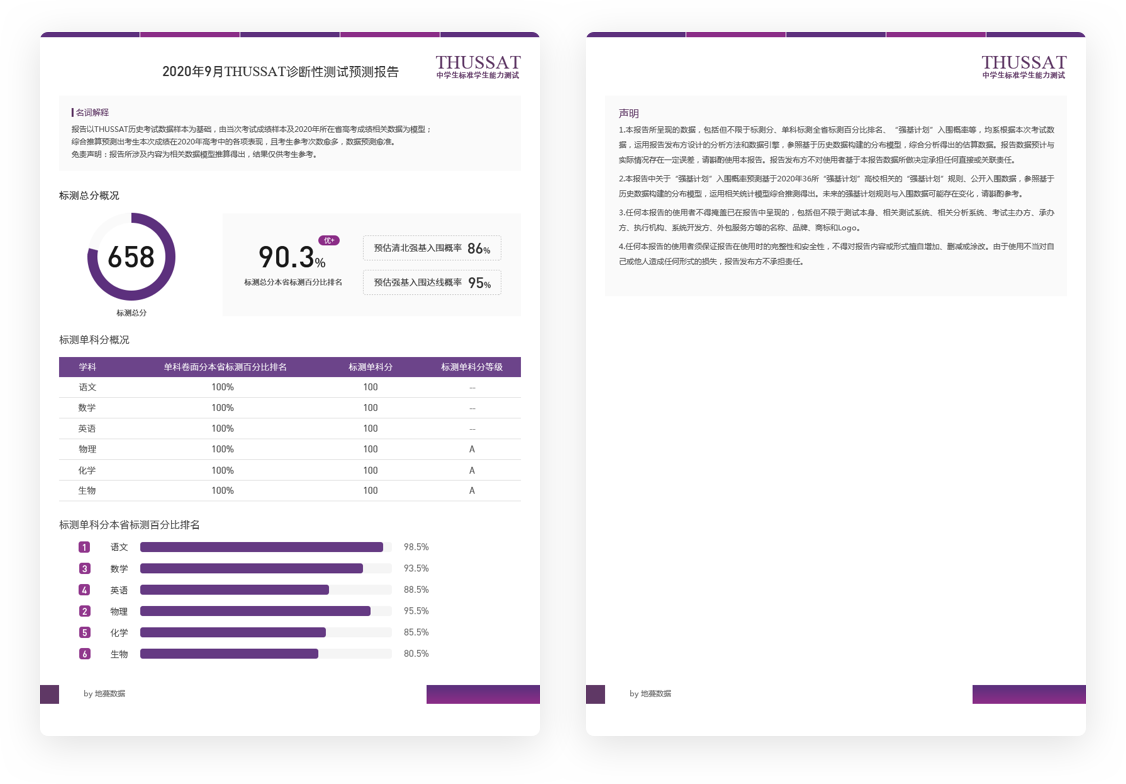 2020年9月THUSSAT诊断性测试预测报告
THUSSAT
中学生标准学生能力测试
名词解释
报告以THUSSAT历史考试数据样本为基础，由当次考试成绩样本及2020年所在省高考成绩相关数据为模型；
综合推算预测出考生本次成绩在2020年高考中的各项表现，且考生参考次数愈多，数据预测愈准。
免责声明：报告所涉及内容为相关数据模型推算得出，结果仅供考生参考。
标测总分概况
658
标测总分
优+
90.3%
标测总分本省标测百分比排名
预估清北强基入围概率 86%
预估强基入围达线概率 95%
标测单科分概况
学科 单科卷面分本省标测百分比排名 标测单科分 标测单科分等级
语文 100% 100 --
数学 100% 100 --
英语 100% 100 --
物理 100% 100 A
化学 100% 100 A
生物 100% 100 A
标测单科分本省标测百分比排名
1 语文 98.5%
3 数学 93.5%
4 英语 88.5%
2 物理 95.5%
5 化学 85.5%
6 生物 80.5%
by 地赛数据
THUSSAT
中学生标准学生能力测试
声明
1.本报告所呈现的数据，包括但不限于标测分、单科标测全省标测百分比排名、“强基计划”入围概率等，均系根据本次考试数
据，运用报告发布方设计的分析方法和数据引擎，参照基于历史数据构建的分布模型，综合分析得出的估算数据。报告数据预计与
实际情况存在一定误差，请斟酌使用本报告。报告发布方不对使用者基于本报告数据所做决定承担任何直接或关联责任。
2.本报告中关于“强基计划”入围概率预测基于2020年36所“强基计划”高校相关的“强基计划”规则、公开入围数据，参照基于
历史数据构建的分布模型，运用相关统计模型综合推测得出。未来的强基计划规则与入围数据可能存在变化，请斟酌参考。
3.任何本报告的使用者不得掩盖已在报告中呈现的，包括但不限于测试本身、相关测试系统、相关分析系统、考试主办方、承办
方、执行机构、系统开发方、外包服务方等的名称、品牌、商标和Logo。
4.任何本报告的使用者须保证报告在使用时的完整性和安全性，不得对报告内容或形式擅自增加、删减或涂改。由于使用不当对自
己或他人造成任何形式的损失，报告发布方不承担责任。
by 地赛数据